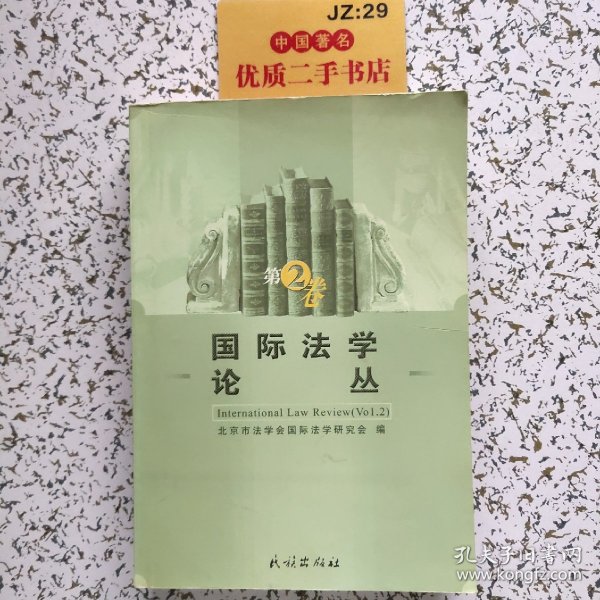 JZ:29
中国著名
优质二手书店
第2卷
国际法学
论丛
International Law Review(Vo1.2)
北京市法学会国际法学研究会 编
民族出版社
孔夫子旧书网
www.kongfz.com